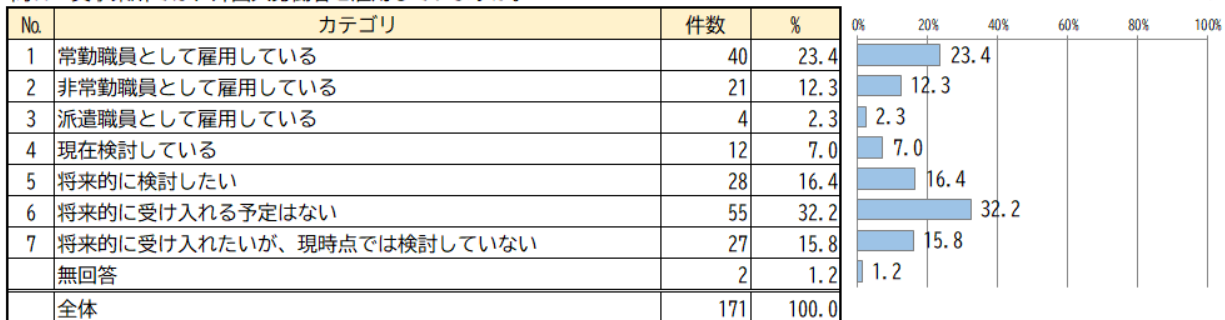 No. カテゴリ 件数 % 0% 20% 40% 60% 80% 100%
1 常勤職員として雇用している 40 23.4 23.4
2 非常勤職員として雇用している 21 12.3 12.3
3 派遣職員として雇用している 4 2.3 2.3
4 現在検討している 12 7.0 7.0
5 将来的に検討したい 28 16.4 16.4
6 将来的に受け入れる予定はない 55 32.2 32.2
7 将来的に受け入れたいが、現時点では検討していない 27 15.8 15.8
無回答 2 1.2 1.2
全体 171 100.0